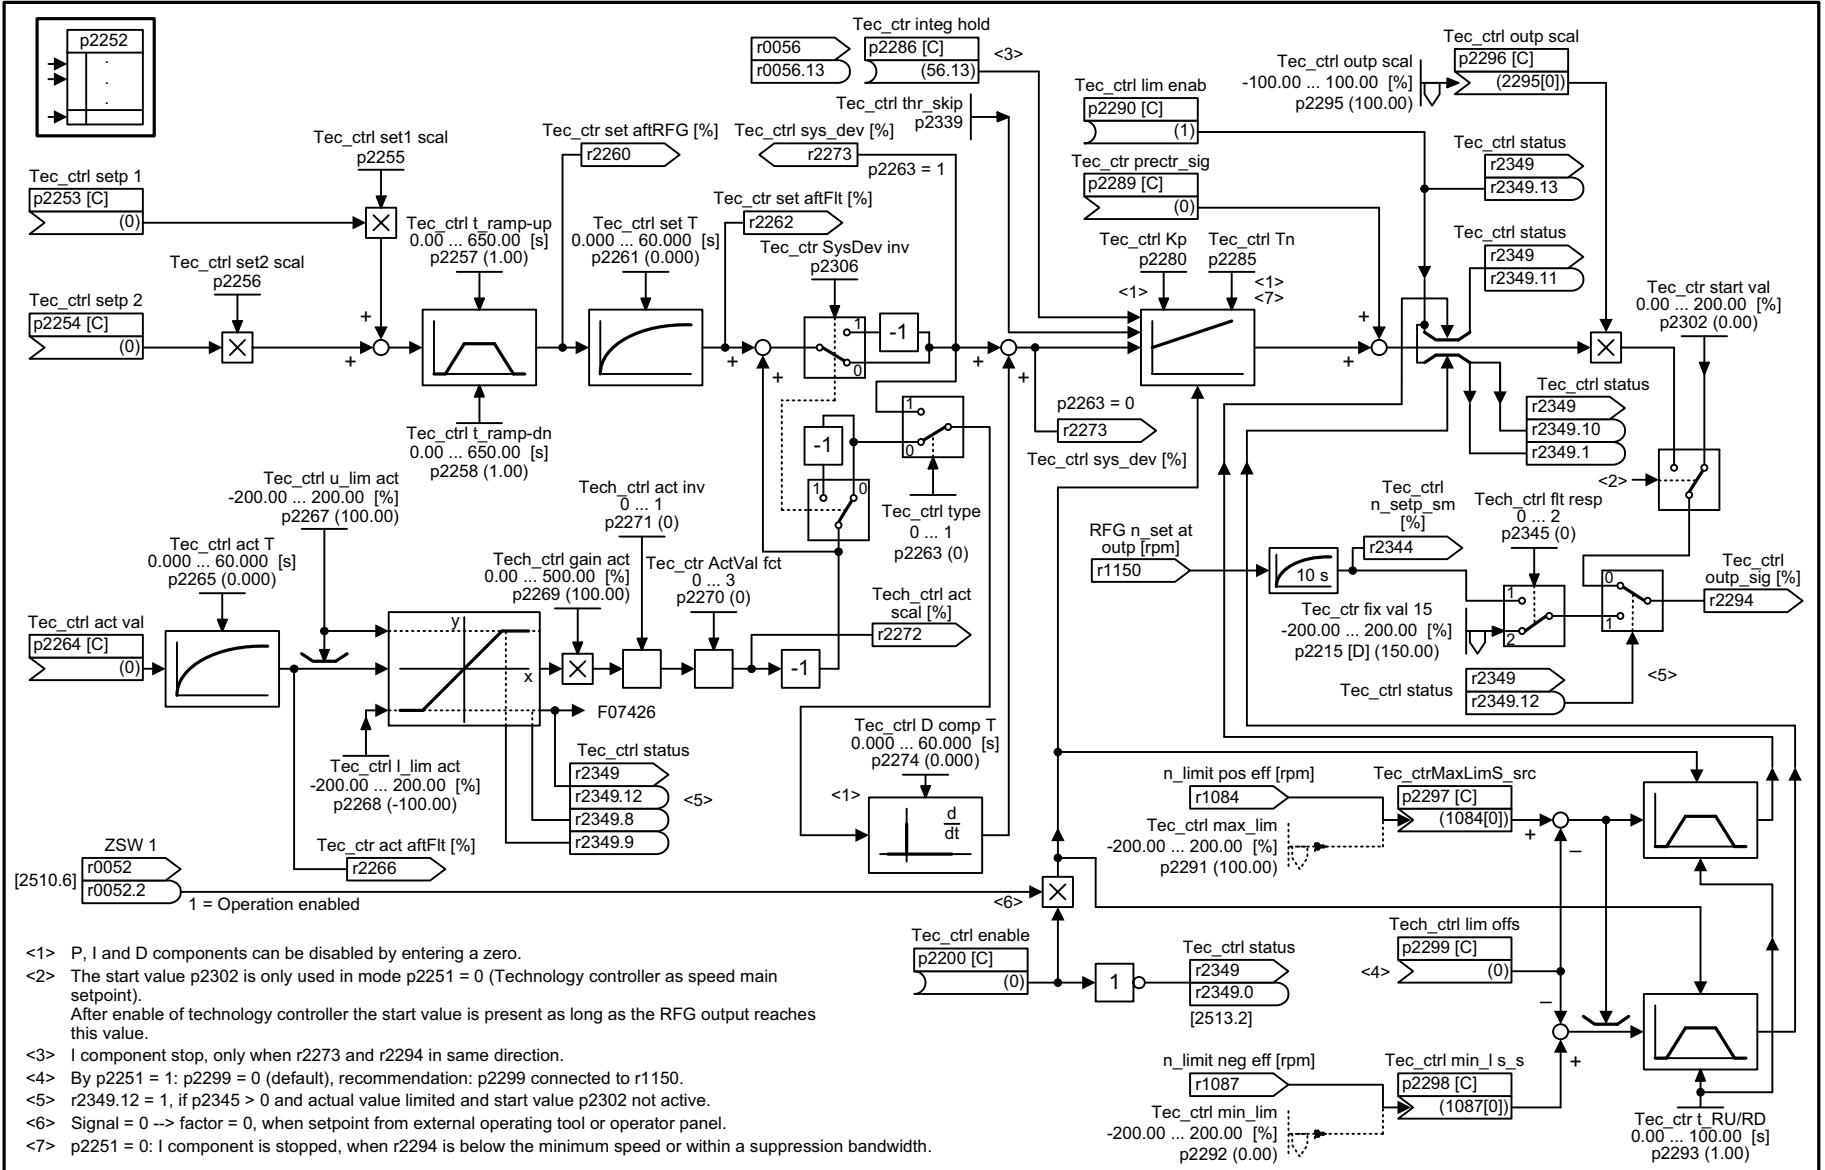 p2252
Tec_ctr integ hold
r0056
r0056.13
p2286 [C]
(56.13)
<3>
Tec_ctrl thr_skip
p2339
Tec_ctrl outp scal
-100.00 ... 100.00 [%]
p2295 (100.00)
Tec_ctrl outp scal
p2296 [C]
(2295[0])
Tec_ctrl lim enab
p2290 [C]
(1)
Tec_ctr prectr_sig
p2289 [C]
(0)
Tec_ctrl status
r2349
r2349.13
Tec_ctrl status
r2349
r2349.11
Tec_ctrl set1 scal
p2255
Tec_ctr set aftRFG [%]
r2260
Tec_ctrl sys_dev [%]
r2273
p2263 = 1
Tec_ctrl setp 1
p2253 [C]
(0)
×
Tec_ctrl set2 scal
p2256
Tec_ctrl setp 2
p2254 [C]
(0)
×
+
+
Tec_ctrl t_ramp-up
0.00 ... 650.00 [s]
p2257 (1.00)
Tec_ctrl t_ramp-dn
0.00 ... 650.00 [s]
p2258 (1.00)
Tec_ctrl set T
0.000 ... 60.000 [s]
p2261 (0.000)
Tec_ctr set aftFlt [%]
r2262
Tec_ctr SysDev inv
p2306
+
+
1
0
-1
-1
1
0
1
0
Tec_ctrl type
0 ... 1
p2263 (0)
+
+
p2263 = 0
r2273
Tec_ctrl sys_dev [%]
Tec_ctrl Kp
p2280
<1>
Tec_ctrl Tn
p2285
<1>
<7>
+
+
×
Tec_ctr start val
0.00 ... 200.00 [%]
p2302 (0.00)
Tec_ctrl status
r2349
r2349.10
r2349.1
<2>
Tec_ctrl u_lim act
-200.00 ... 200.00 [%]
p2267 (100.00)
Tec_ctrl act T
0.000 ... 60.000 [s]
p2265 (0.000)
Tec_ctrl act val
p2264 [C]
(0)
y
x
Tec_ctrl l_lim act
-200.00 ... 200.00 [%]
p2268 (-100.00)
Tech_ctrl gain act
0.00 ... 500.00 [%]
p2269 (100.00)
×
Tech_ctrl act inv
0 ... 1
p2271 (0)
Tec_ctr ActVal fct
0 ... 3
p2270 (0)
Tech_ctrl act
scal [%]
r2272
-1
F07426
Tec_ctrl status
r2349
r2349.12
r2349.8
r2349.9
<5>
Tec_ctr act aftFlt [%]
r2266
Tec_ctrl D comp T
0.000 ... 60.000 [s]
p2274 (0.000)
<1>
d
dt
RFG n_set at
outp [rpm]
r1150
10 s
Tec_ctrl
n_setp_sm
[%]
r2344
Tech_ctrl flt resp
0 ... 2
p2345 (0)
1
2
Tec_ctr fix val 15
-200.00 ... 200.00 [%]
p2215 [D] (150.00)
0
1
Tec_ctrl
outp_sig [%]
r2294
Tec_ctrl status
r2349
r2349.12
<5>
ZSW 1
[2510.6]
r0052
r0052.2
1 = Operation enabled
<6>
×
n_limit pos eff [rpm]
r1084
Tec_ctrl max_lim
-200.00 ... 200.00 [%]
p2291 (100.00)
Tec_ctrMaxLimS_src
p2297 [C]
(1084[0])
+
–
Tec_ctrl enable
p2200 [C]
(0)
1
Tec_ctrl status
r2349
r2349.0
[2513.2]
Tech_ctrl lim offs
p2299 [C]
(0)
<4>
–
+
n_limit neg eff [rpm]
r1087
Tec_ctrl min_lim
-200.00 ... 200.00 [%]
p2292 (0.00)
Tec_ctrl min_l s_s
p2298 [C]
(1087[0])
Tec_ctr t_RU/RD
0.00 ... 100.00 [s]
p2293 (1.00)
<1> P, I and D components can be disabled by entering a zero.
<2> The start value p2302 is only used in mode p2251 = 0 (Technology controller as speed main
setpoint).
After enable of technology controller the start value is present as long as the RFG output reaches
this value.
<3> I component stop, only when r2273 and r2294 in same direction.
<4> By p2251 = 1: p2299 = 0 (default), recommendation: p2299 connected to r1150.
<5> r2349.12 = 1, if p2345 > 0 and actual value limited and start value p2302 not active.
<6> Signal = 0 --> factor = 0, when setpoint from external operating tool or operator panel.
<7> p2251 = 0: I component is stopped, when r2294 is below the minimum speed or within a suppression bandwidth.